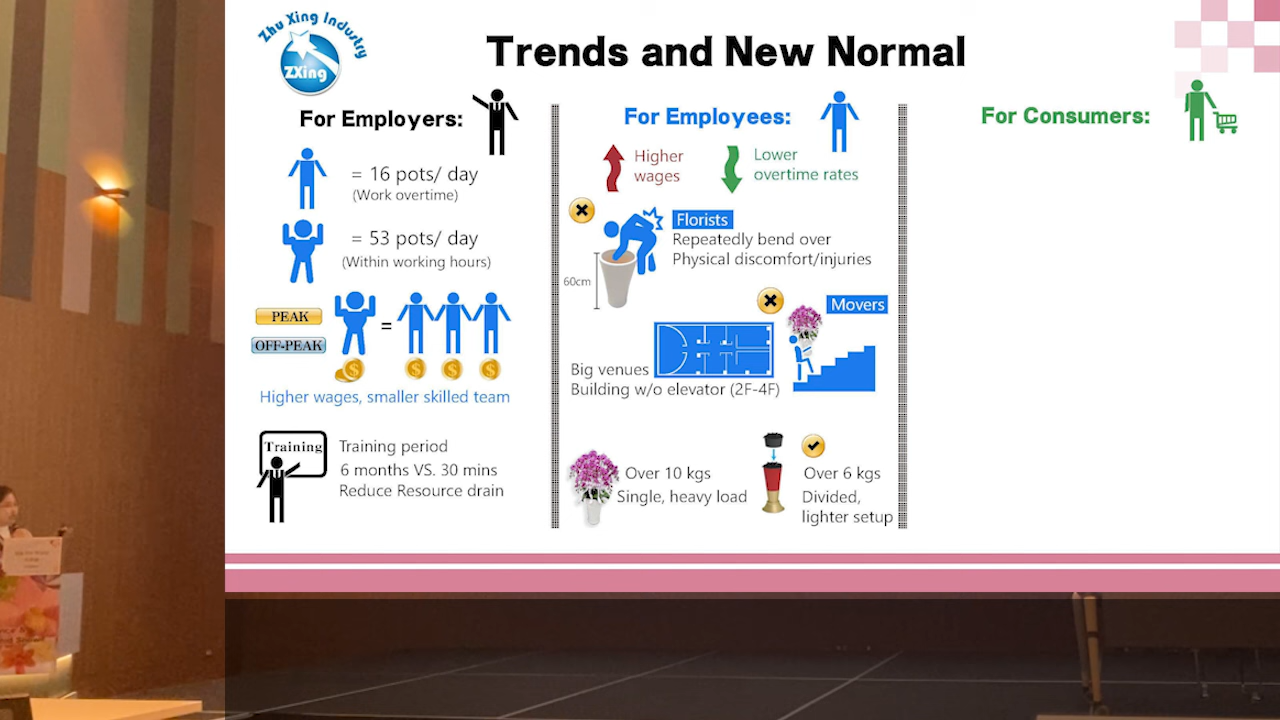 Zhu Xing Industry
ZXing
Trends and New Normal
For Employers:
= 16 pots/ day
(Work overtime)
= 53 pots/ day
(Within working hours)
PEAK
OFF-PEAK
=
$ $ $ $
Higher wages, smaller skilled team
Training
Training period
6 months VS. 30 mins
Reduce Resource drain
For Employees:
Higher
wages
Lower
overtime rates
Florists
Repeatedly bend over
Physical discomfort/injuries
60cm
Movers
Big venues
Building w/o elevator (2F-4F)
Over 10 kgs
Single, heavy load
Over 6 kgs
Divided,
lighter setup
For Consumers: